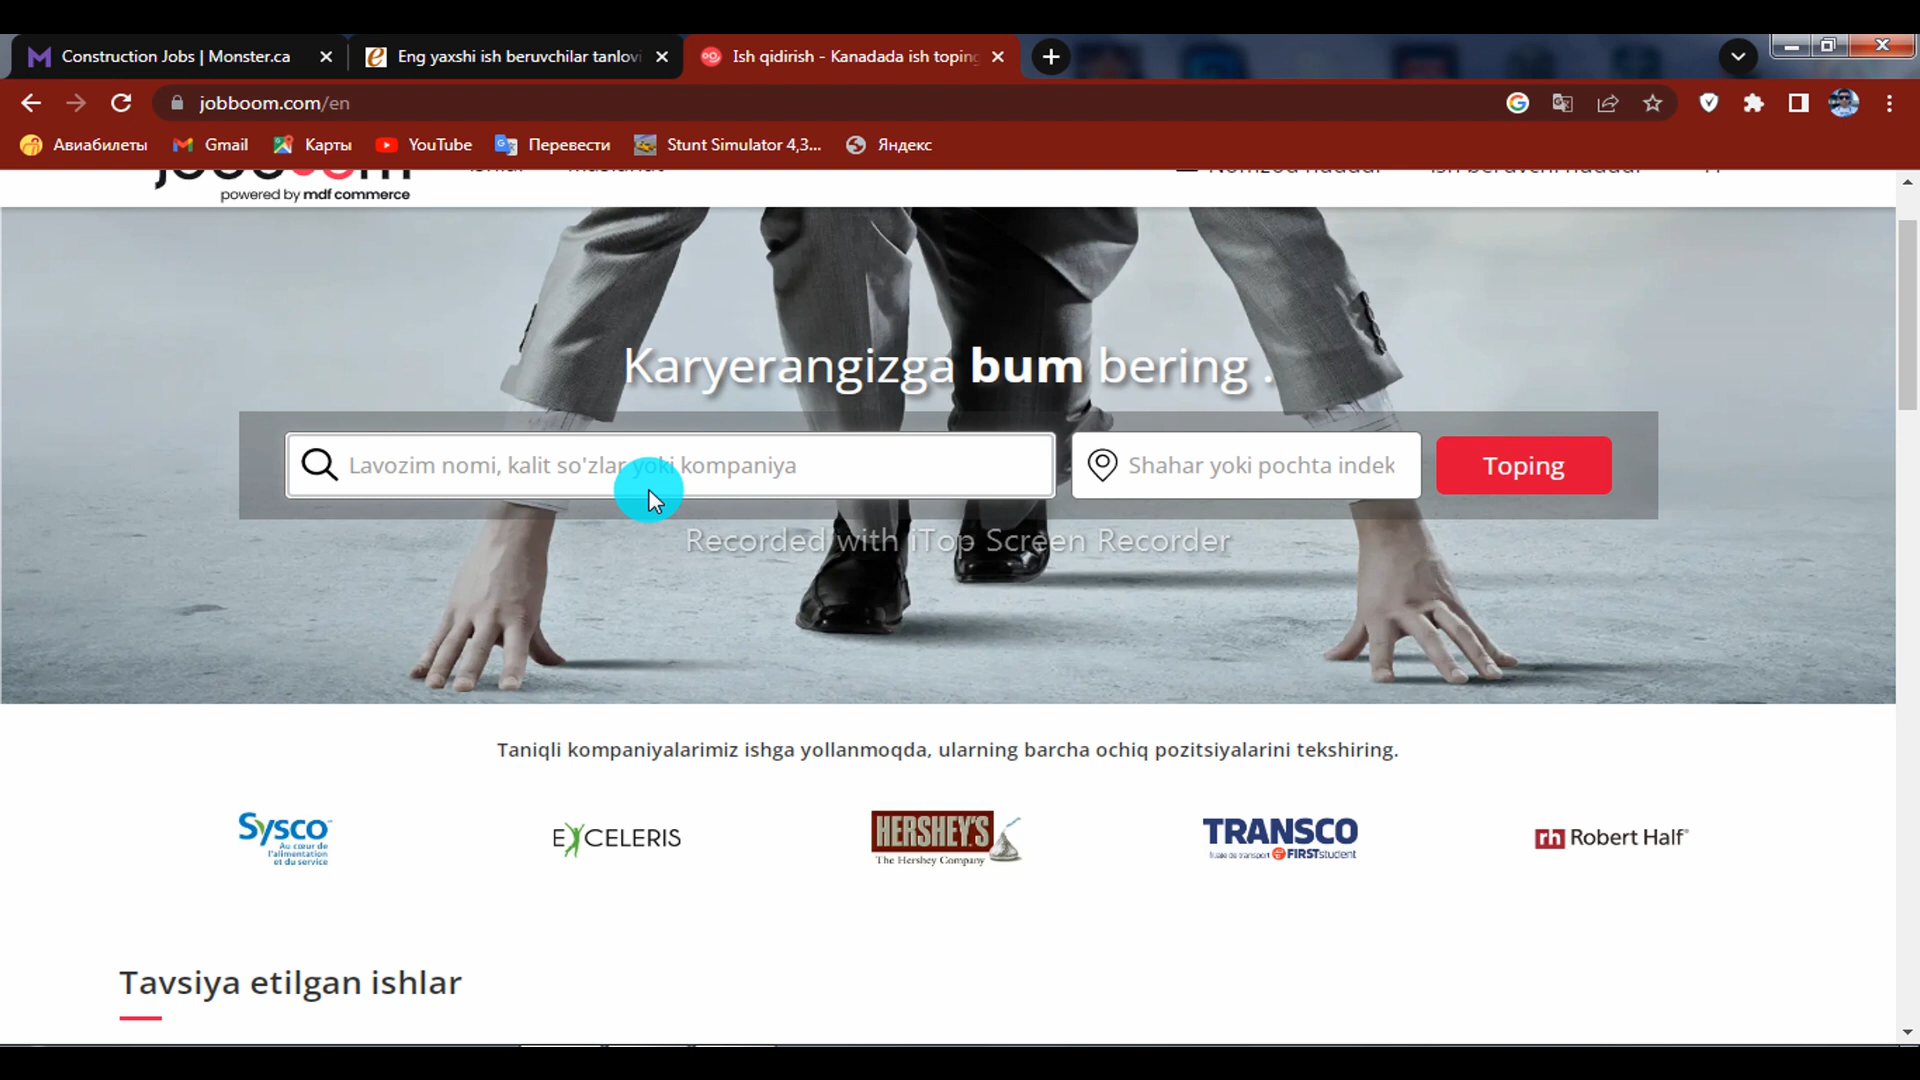 Construction Jobs | Monster.ca
Eng yaxshi ish beruvchilar tanlovi
Ish qidirish - Kanadada ish toping
jobboom.com/en
Авиабилеты
Gmail
Карты
YouTube
Перевести
Stunt Simulator 4,3...
Яндекс
powered by mdf commerce
Karyerangizga bum bering .
Lavozim nomi, kalit so'zlar yoki kompaniya
Shahar yoki pochta indek
Toping
Recorded with iTop Screen Recorder
Taniqli kompaniyalarimiz ishga yollanmoqda, ularning barcha ochiq pozitsiyalarini tekshiring.
Sysco
Au cœur de
l'alimentation
et du service
EXCELERIS
HERSHEY'S
The Hershey Company
TRANSCO
filiale de transport FIRSTstudent
rh Robert Half
Tavsiya etilgan ishlar